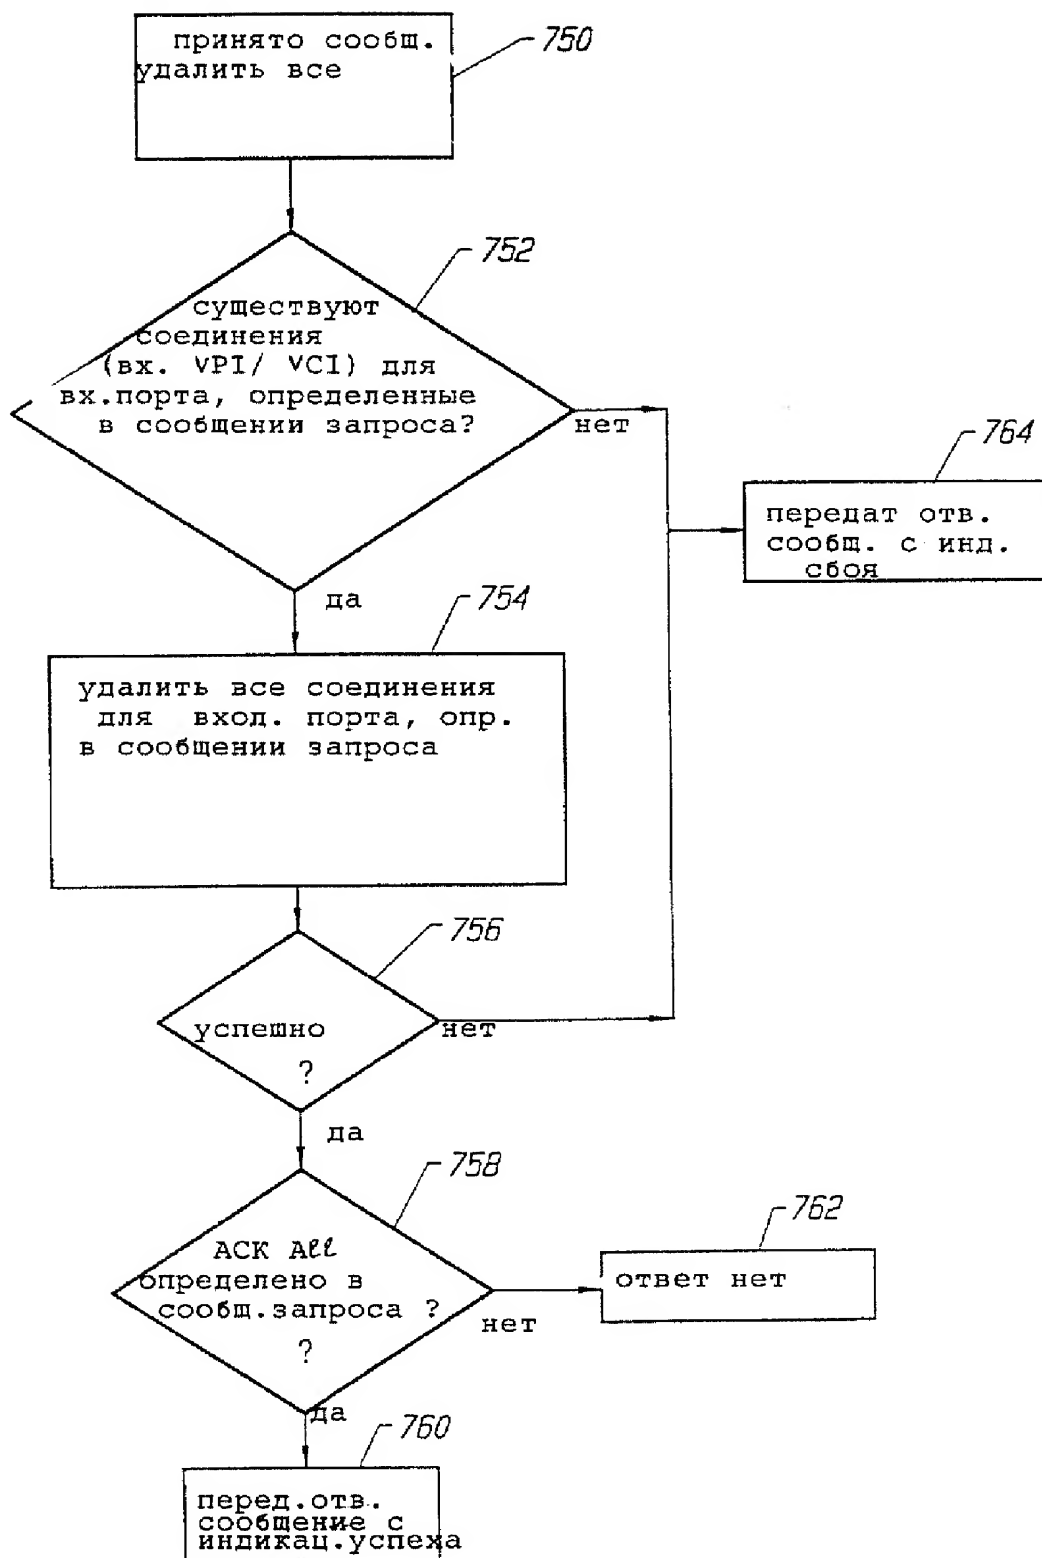 принято сообщ.
удалить все
750
752
существуют
соединения
(вх. VPI/ VCI) для
вх.порта, определенные
в сообщении запроса?
нет
764
передат отв.
сообщ. с инд.
сбоя
да
754
удалить все соединения
для вход. порта, опр.
в сообщении запроса
756
успешно
?
нет
да
758
АСК All
определено в
сообщ.запроса ?
?
нет
762
ответ нет
да
760
перед.отв.
сообщение с
индикац.успеха